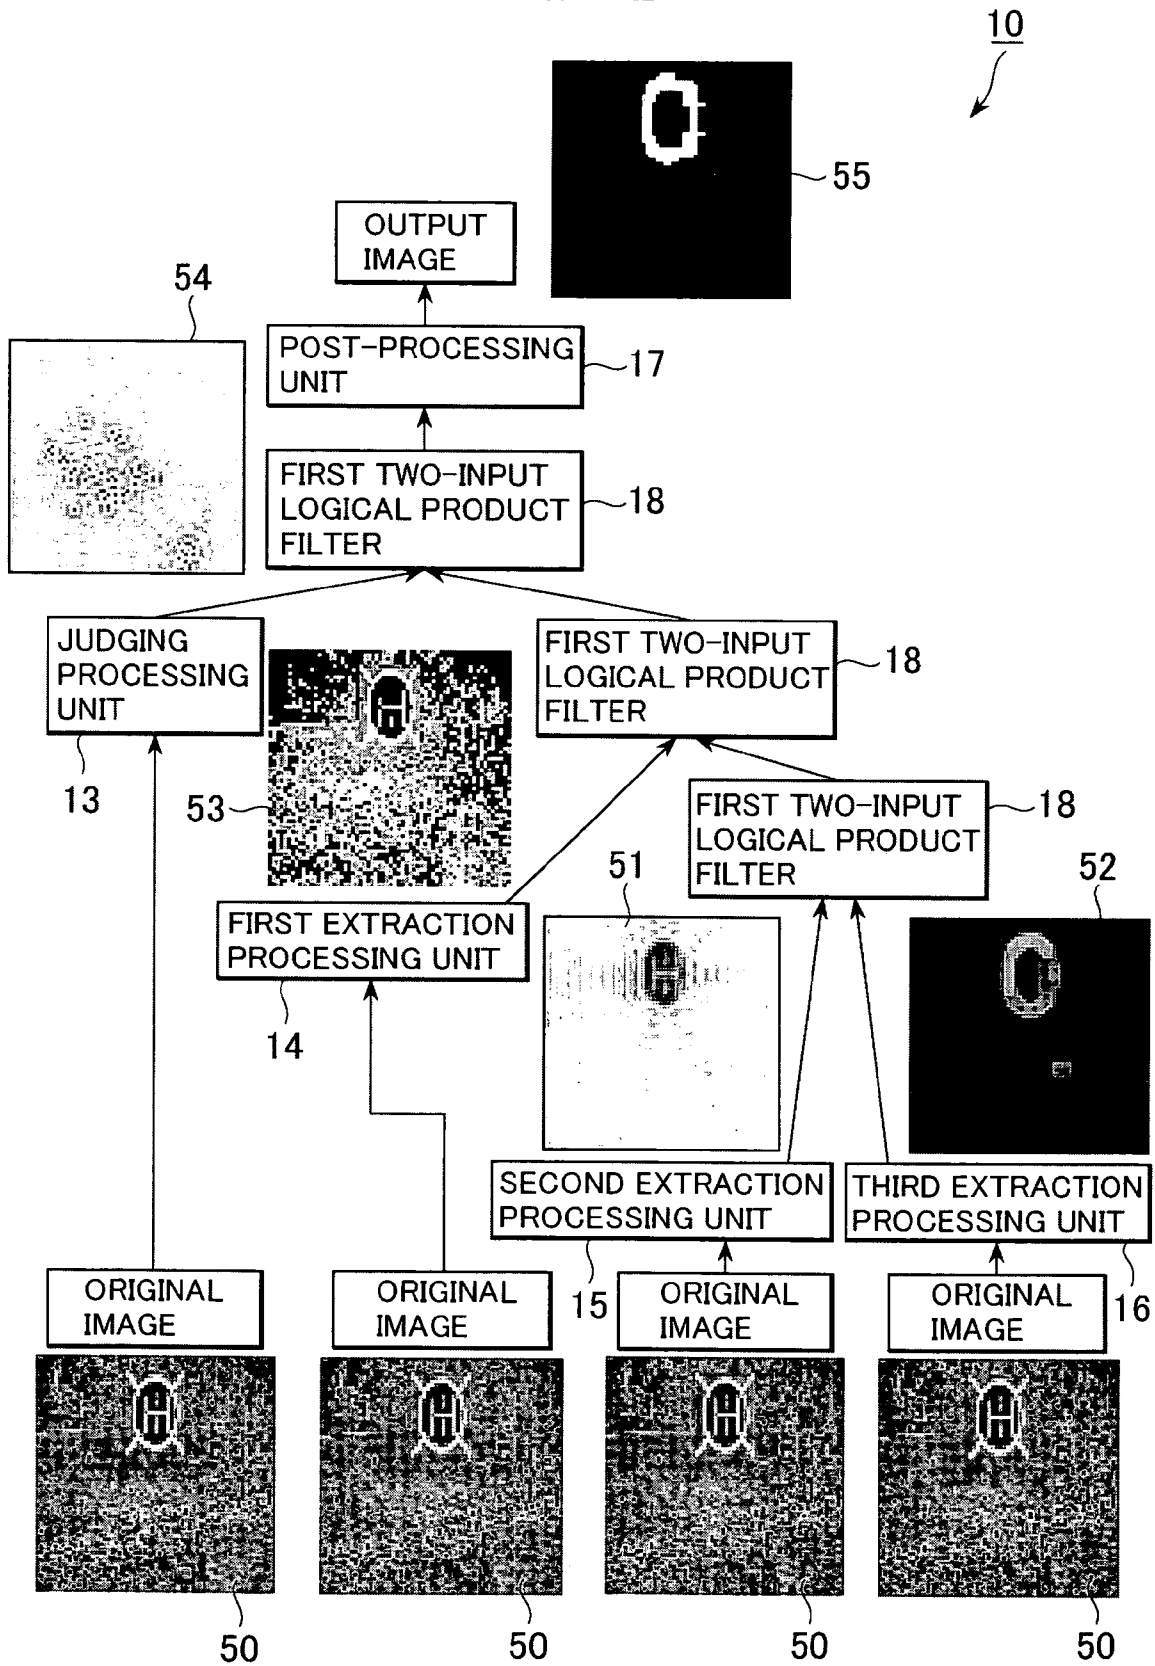 10
55
OUTPUT
IMAGE
54
POST-PROCESSING
UNIT
17
FIRST TWO-INPUT
LOGICAL PRODUCT
FILTER
18
JUDGING
PROCESSING
UNIT
13
FIRST TWO-INPUT
LOGICAL PRODUCT
FILTER
18
53
FIRST TWO-INPUT
LOGICAL PRODUCT
FILTER
18
51
52
FIRST EXTRACTION
PROCESSING UNIT
14
SECOND EXTRACTION
PROCESSING UNIT
15
THIRD EXTRACTION
PROCESSING UNIT
16
ORIGINAL
IMAGE
ORIGINAL
IMAGE
ORIGINAL
IMAGE
ORIGINAL
IMAGE
50
50
50
50